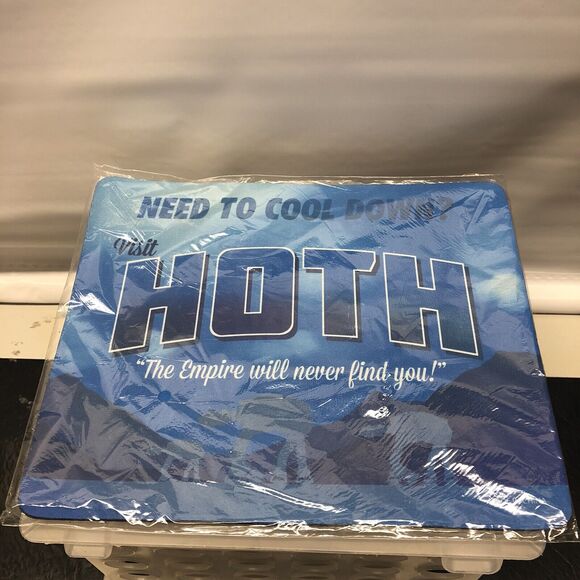 NEED TO COOL DOWN?
Visit
HOTH
"The Empire will never find you!"